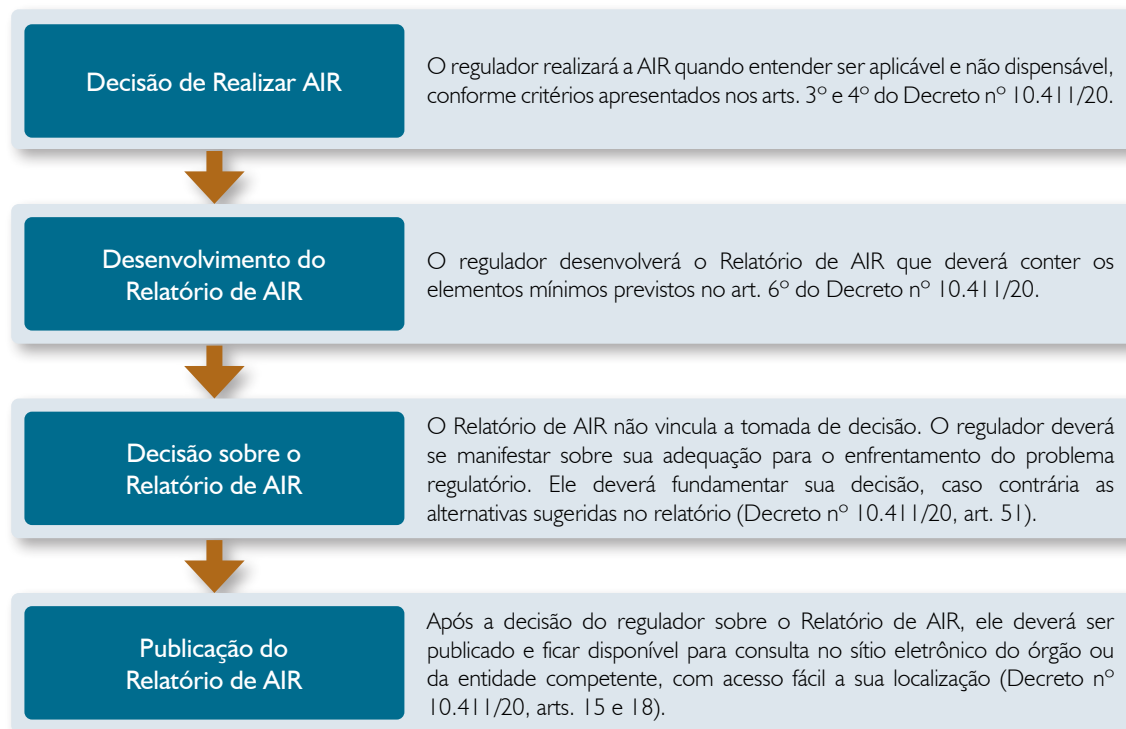 Decisão de Realizar AIR
O regulador realizará a AIR quando entender ser aplicável e não dispensável,
conforme critérios apresentados nos arts. 3º e 4º do Decreto nº 10.411/20.
Desenvolvimento do
Relatório de AIR
O regulador desenvolverá o Relatório de AIR que deverá conter os
elementos mínimos previstos no art. 6º do Decreto nº 10.411/20.
Decisão sobre o
Relatório de AIR
O Relatório de AIR não vincula a tomada de decisão. O regulador deverá
se manifestar sobre sua adequação para o enfrentamento do problema
regulatório. Ele deverá fundamentar sua decisão, caso contrária as
alternativas sugeridas no relatório (Decreto nº 10.411/20, art. 51).
Publicação do
Relatório de AIR
Após a decisão do regulador sobre o Relatório de AIR, ele deverá ser
publicado e ficar disponível para consulta no sítio eletrônico do órgão ou
da entidade competente, com acesso fácil a sua localização (Decreto nº
10.411/20, arts. 15 e 18).